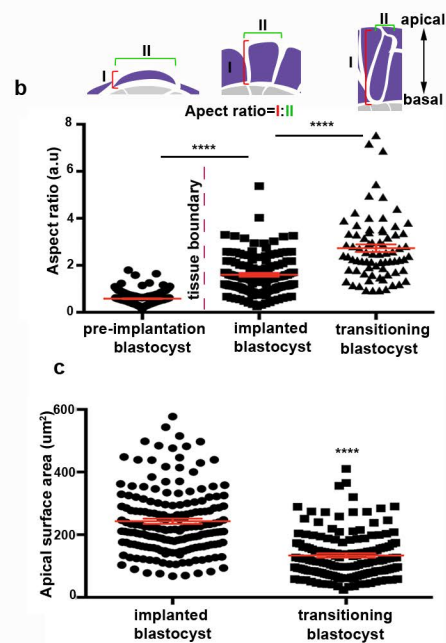 II
II
II
apical
I
I
I
b
basal
Apect ratio=I:II
8
6
4
2
0
Aspect ratio (a.u)
****
****
tissue boundary
pre-implantation
blastocyst
implanted
blastocyst
transitioning
blastocyst
c
600
400
200
0
Apical surface area (um²)
****
implanted
blastocyst
transitioning
blastocyst